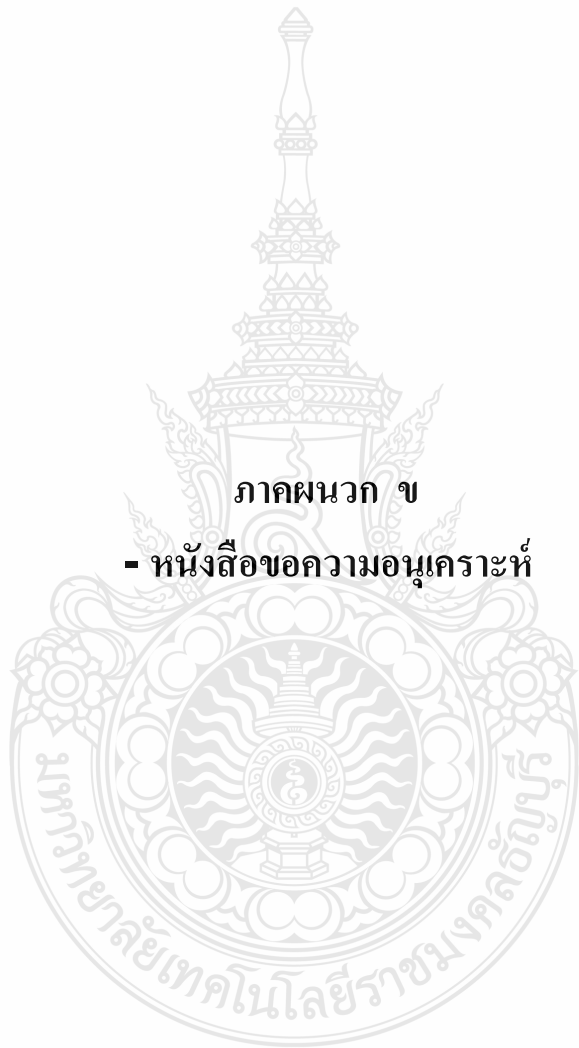 ภาคผนวก ข
- หนังสือขอความอนุเคราะห์
มหาวิทยาลัยเทคโนโลยีราชมงคลธัญบุรี